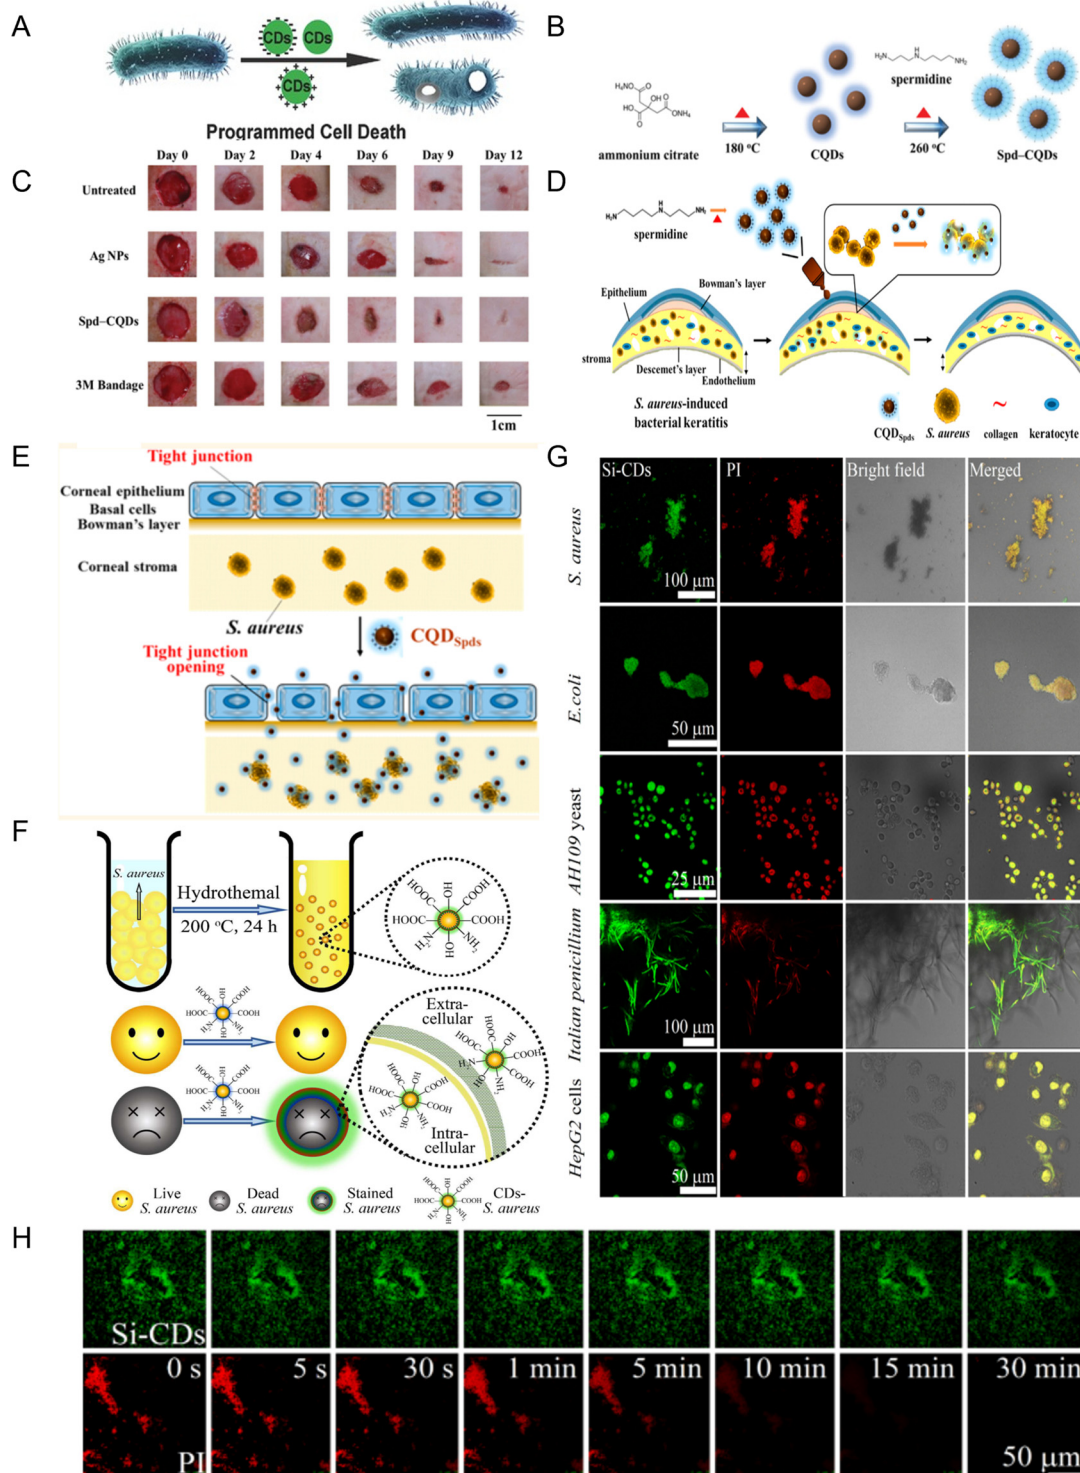 A
CDs CDs
CDs
Programmed Cell Death
B
spermidine
ammonium citrate
180 °C
CQDs
260 °C
Spd–CQDs
C
Day 0 Day 2 Day 4 Day 6 Day 9 Day 12
Untreated
Ag NPs
Spd–CQDs
3M Bandage
1cm
D
spermidine
Epithelium
Bowman's layer
stroma
Descemet's layer
Endothelium
S. aureus-induced
bacterial keratitis
CQDSpds S. aureus collagen keratocyte
E
Tight junction
Corneal epithelium
Basal cells
Bowman's layer
Corneal stroma
S. aureus
CQDSpds
Tight junction
opening
F
S. aureus
Hydrothemal
200 °C, 24 h
HO
HOOC COOH
HOOC COOH
H₂N NH₂
OH
Extra-
cellular
Intra-
cellular
Live
S. aureus
Dead
S. aureus
Stained
S. aureus
CDs-
S. aureus
G
Si-CDs PI Bright field Merged
S. aureus
100 μm
E.coli
50 μm
AH109 yeast
25 μm
Italian penicillium
100 μm
HepG2 cells
50 μm
H
Si-CDs
0 s 5 s 30 s 1 min 5 min 10 min 15 min 30 min
PI
50 μm